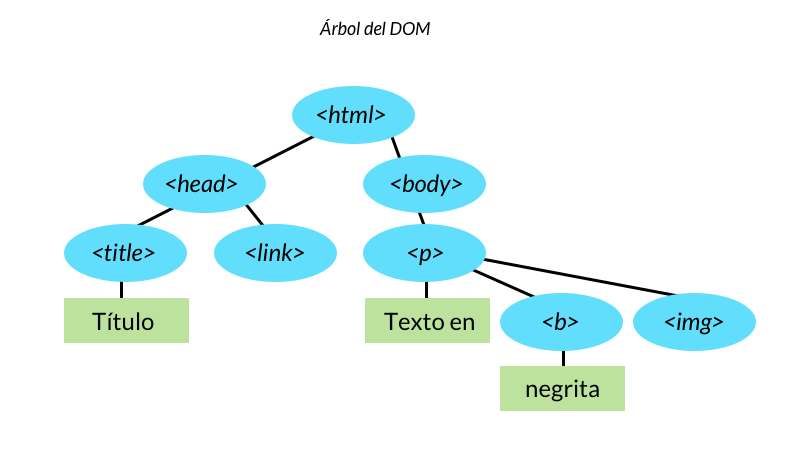 Árbol del DOM
<html>
<head>
<body>
<title>
<link>
<p>
Título
Texto en
<b>
<img>
negrita